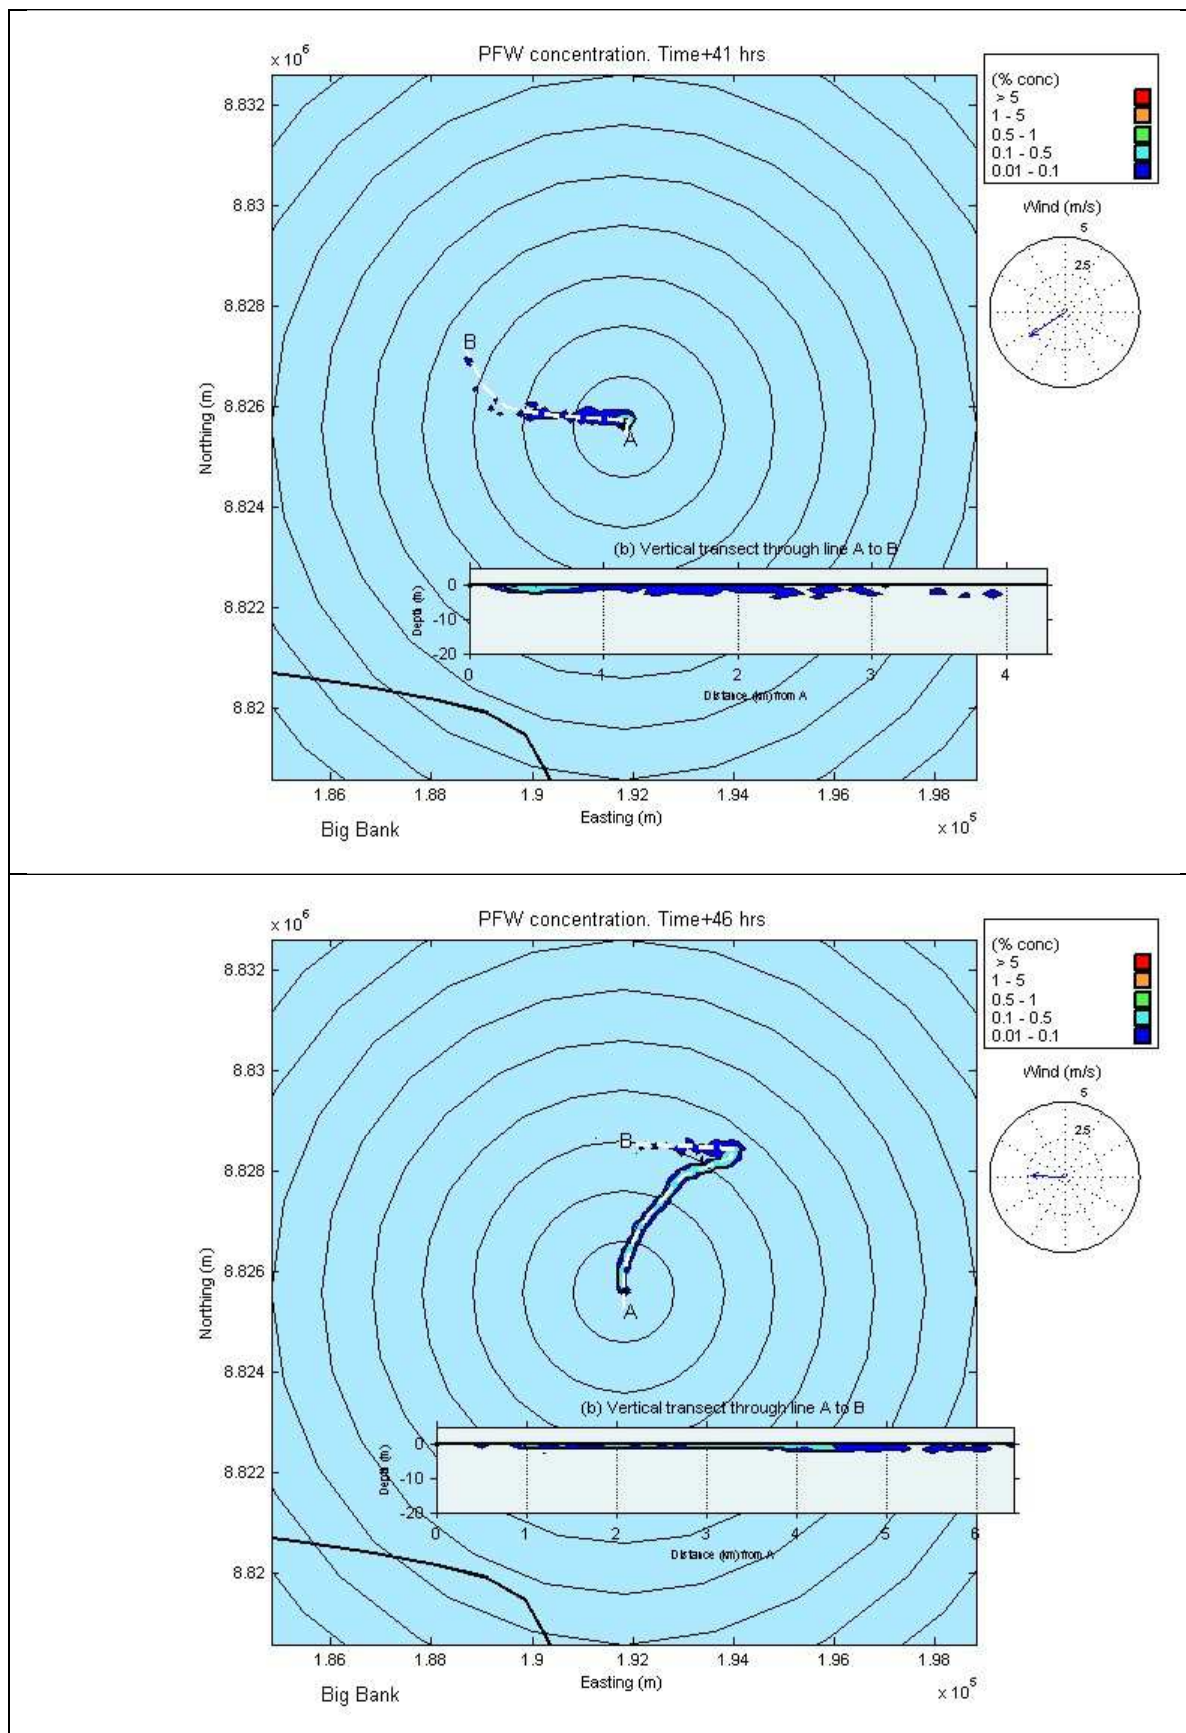 PFW concentration. Time+41 hrs
x 10^6
8.832
8.83
8.828
8.826
8.824
8.822
8.82
Northing (m)
B
A
(b) Vertical transect through line A to B
0
-10
-20
Depth (m)
0 1 2 3 4
Distance (km) from A
1.86 1.88 1.9 1.92 1.94 1.96 1.98
Easting (m)
x 10^5
Big Bank
(% conc)
> 5
1 - 5
0.5 - 1
0.1 - 0.5
0.01 - 0.1
Wind (m/s)
5
2.5
PFW concentration. Time+46 hrs
x 10^6
8.832
8.83
8.828
8.826
8.824
8.822
8.82
Northing (m)
B
A
(b) Vertical transect through line A to B
0
-10
-20
Depth (m)
0 1 2 3 4 5 6
Distance (km) from A
1.86 1.88 1.9 1.92 1.94 1.96 1.98
Easting (m)
x 10^5
Big Bank
(% conc)
> 5
1 - 5
0.5 - 1
0.1 - 0.5
0.01 - 0.1
Wind (m/s)
5
2.5